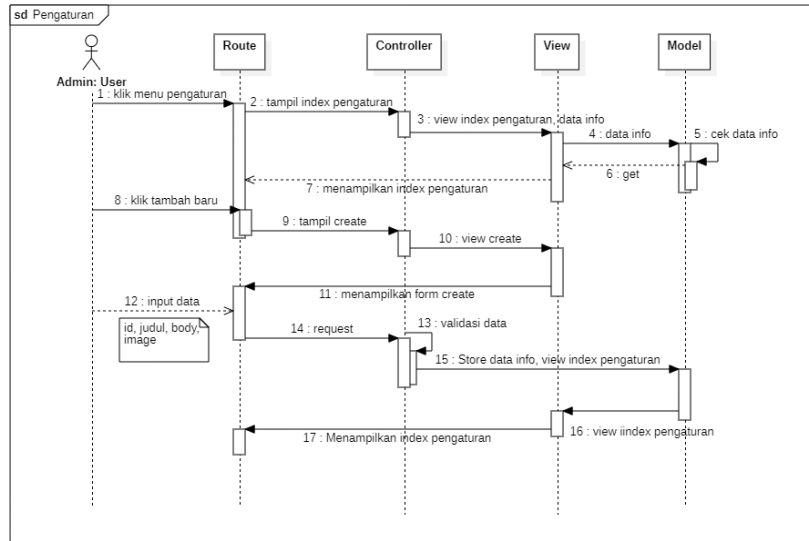 sd Pengaturan
Route
Controller
View
Model
Admin: User
1 : klik menu pengaturan
2 : tampil index pengaturan
3 : view index pengaturan, data info
4 : data info
5 : cek data info
6 : get
7 : menampilkan index pengaturan
8 : klik tambah baru
9 : tampil create
10 : view create
11 : menampilkan form create
12 : input data
id, judul, body,
image
13 : validasi data
14 : request
15 : Store data info, view index pengaturan
16 : view iindex pengaturan
17 : Menampilkan index pengaturan